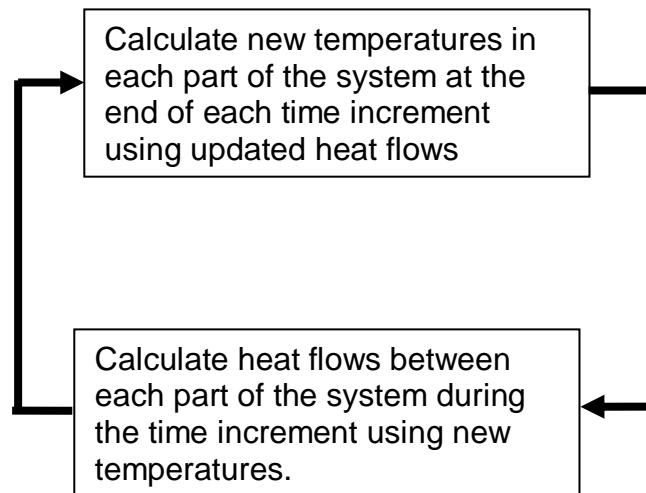 Calculate new temperatures in
each part of the system at the
end of each time increment
using updated heat flows
Calculate heat flows between
each part of the system during
the time increment using new
temperatures.